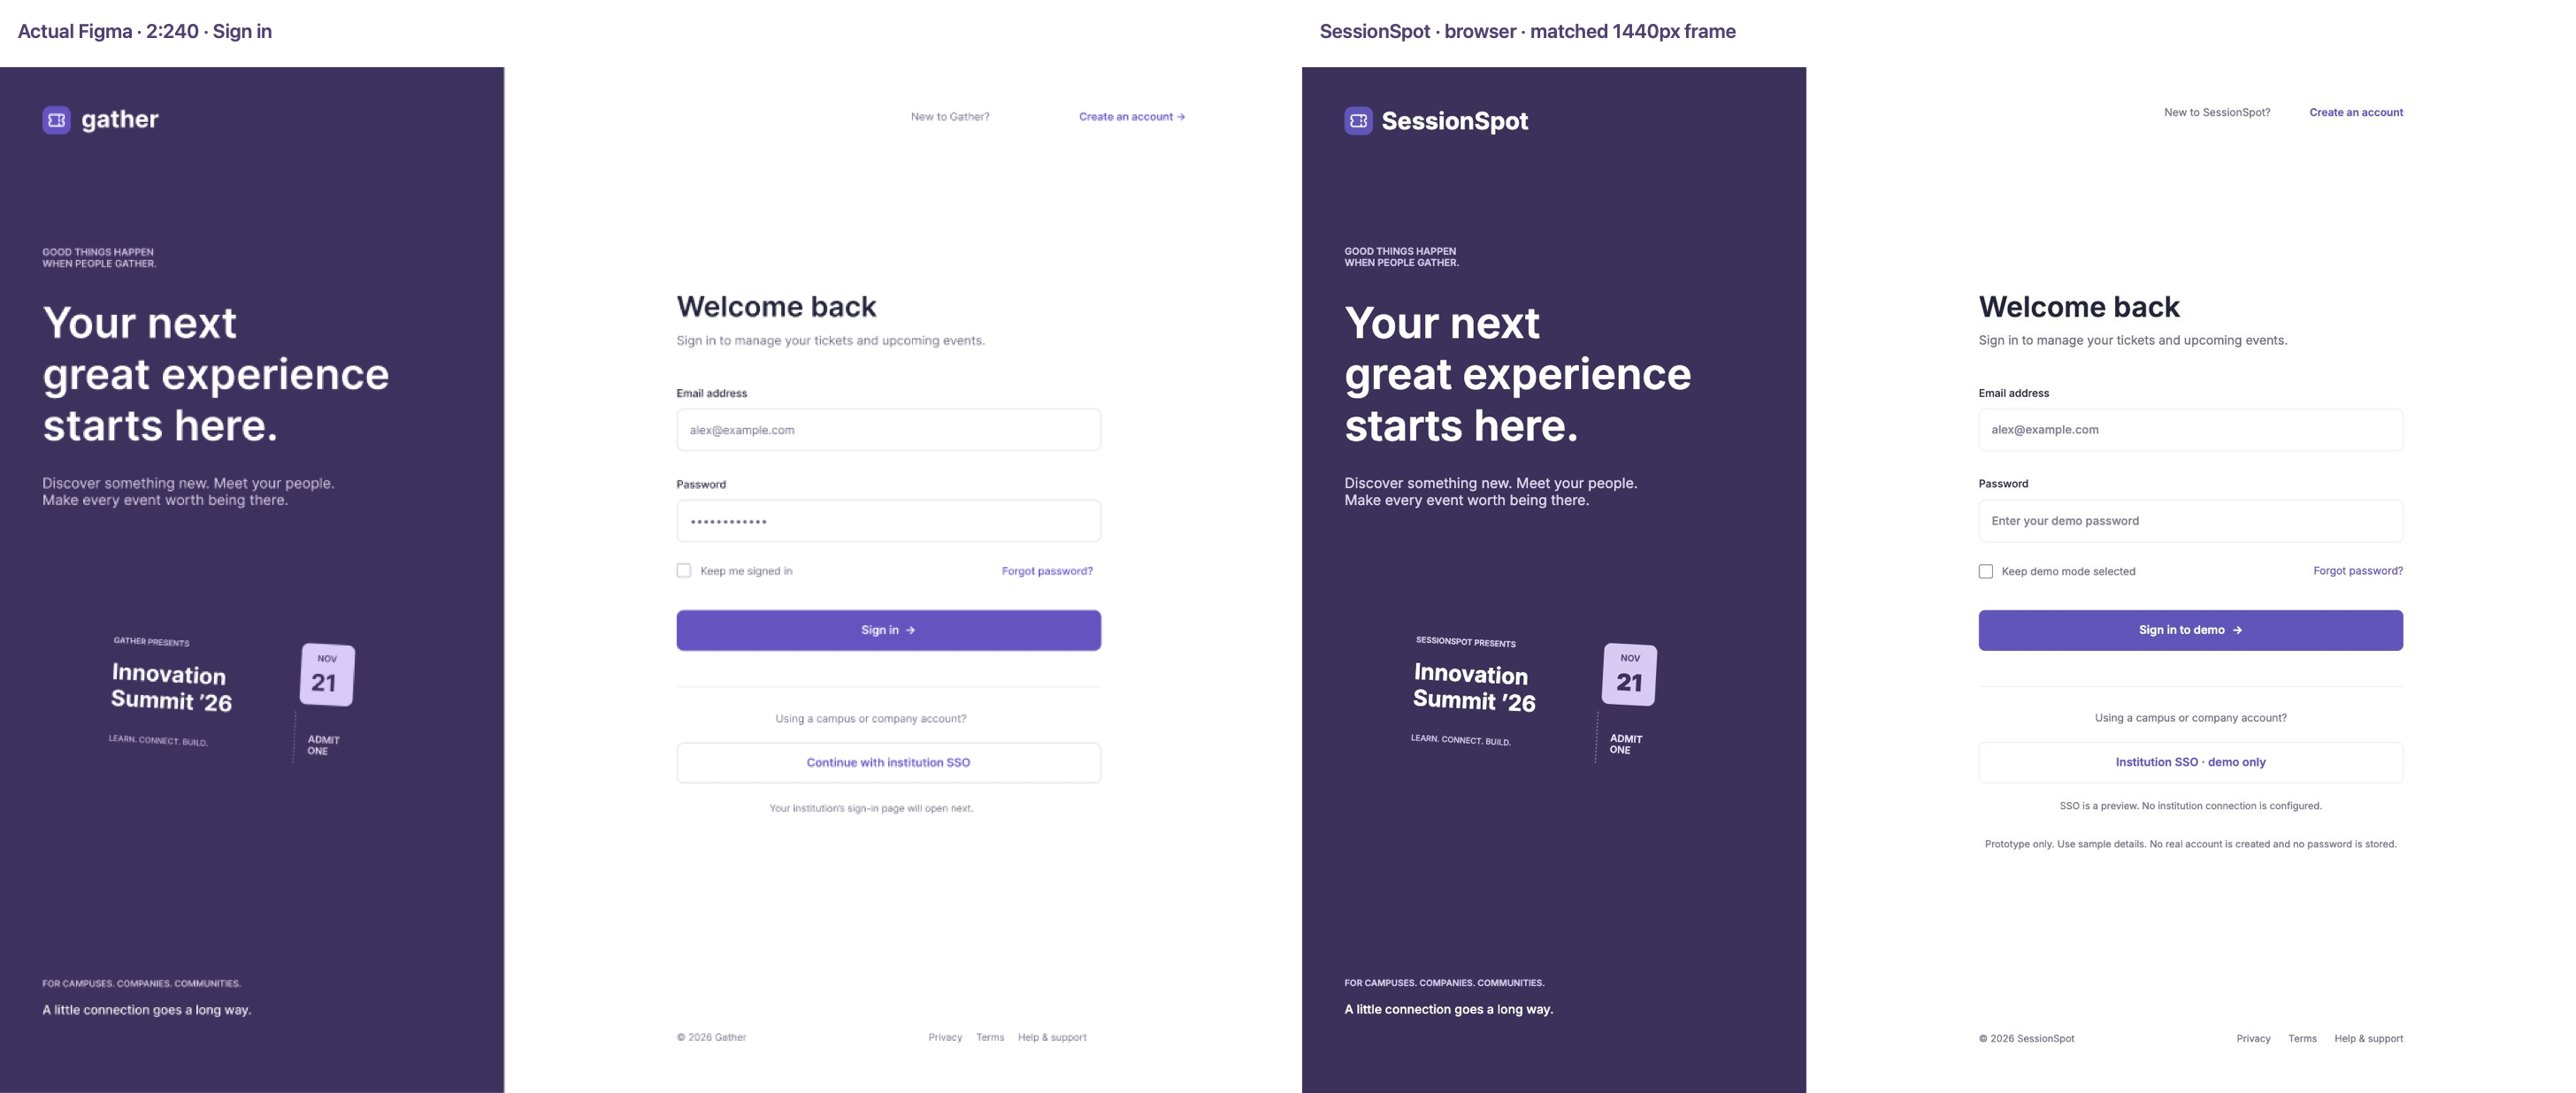 Actual Figma · 2:240 · Sign in
gather
GOOD THINGS HAPPEN
WHEN PEOPLE GATHER.
Your next
great experience
starts here.
Discover something new. Meet your people.
Make every event worth being there.
GATHER PRESENTS
Innovation
Summit ’26
LEARN. CONNECT. BUILD.
NOV
21
ADMIT
ONE
FOR CAMPUSES. COMPANIES. COMMUNITIES.
A little connection goes a long way.
New to Gather?
Create an account →
Welcome back
Sign in to manage your tickets and upcoming events.
Email address
alex@example.com
Password
••••••••••••
Keep me signed in
Forgot password?
Sign in →
Using a campus or company account?
Continue with institution SSO
Your institution’s sign-in page will open next.
© 2026 Gather
Privacy
Terms
Help & support
SessionSpot · browser · matched 1440px frame
SessionSpot
GOOD THINGS HAPPEN
WHEN PEOPLE GATHER.
Your next
great experience
starts here.
Discover something new. Meet your people.
Make every event worth being there.
SESSIONSPOT PRESENTS
Innovation
Summit ’26
LEARN. CONNECT. BUILD.
NOV
21
ADMIT
ONE
FOR CAMPUSES. COMPANIES. COMMUNITIES.
A little connection goes a long way.
New to SessionSpot?
Create an account
Welcome back
Sign in to manage your tickets and upcoming events.
Email address
alex@example.com
Password
Enter your demo password
Keep demo mode selected
Forgot password?
Sign in to demo →
Using a campus or company account?
Institution SSO · demo only
SSO is a preview. No institution connection is configured.
Prototype only. Use sample details. No real account is created and no password is stored.
© 2026 SessionSpot
Privacy
Terms
Help & support